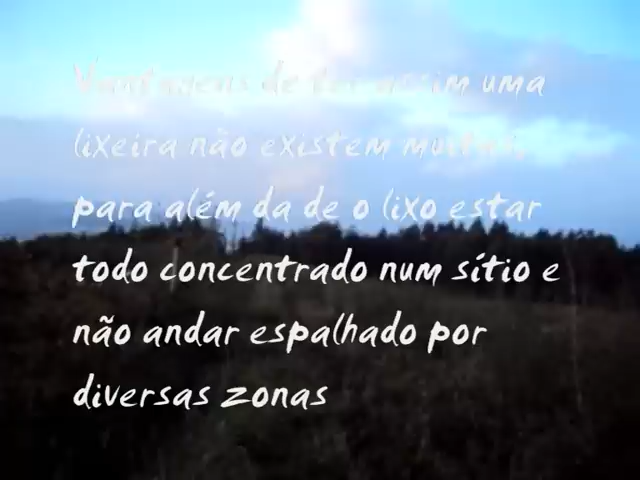 Vantagens de ter assim uma
lixeira não existem muitas,
para além da de o lixo estar
todo concentrado num sítio e
não andar espalhado por
diversas zonas